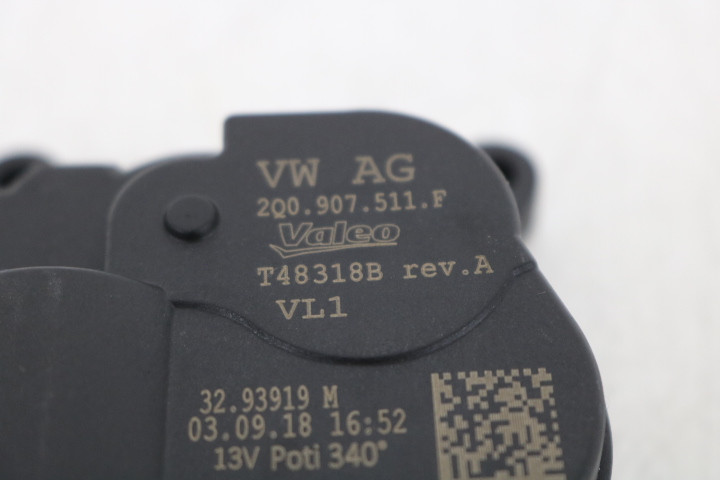 VW AG
2Q0.907.511.F
Valeo
T48318B rev.A
VL1
32.93919 M
03.09.18 16:52
13V Poti 340°